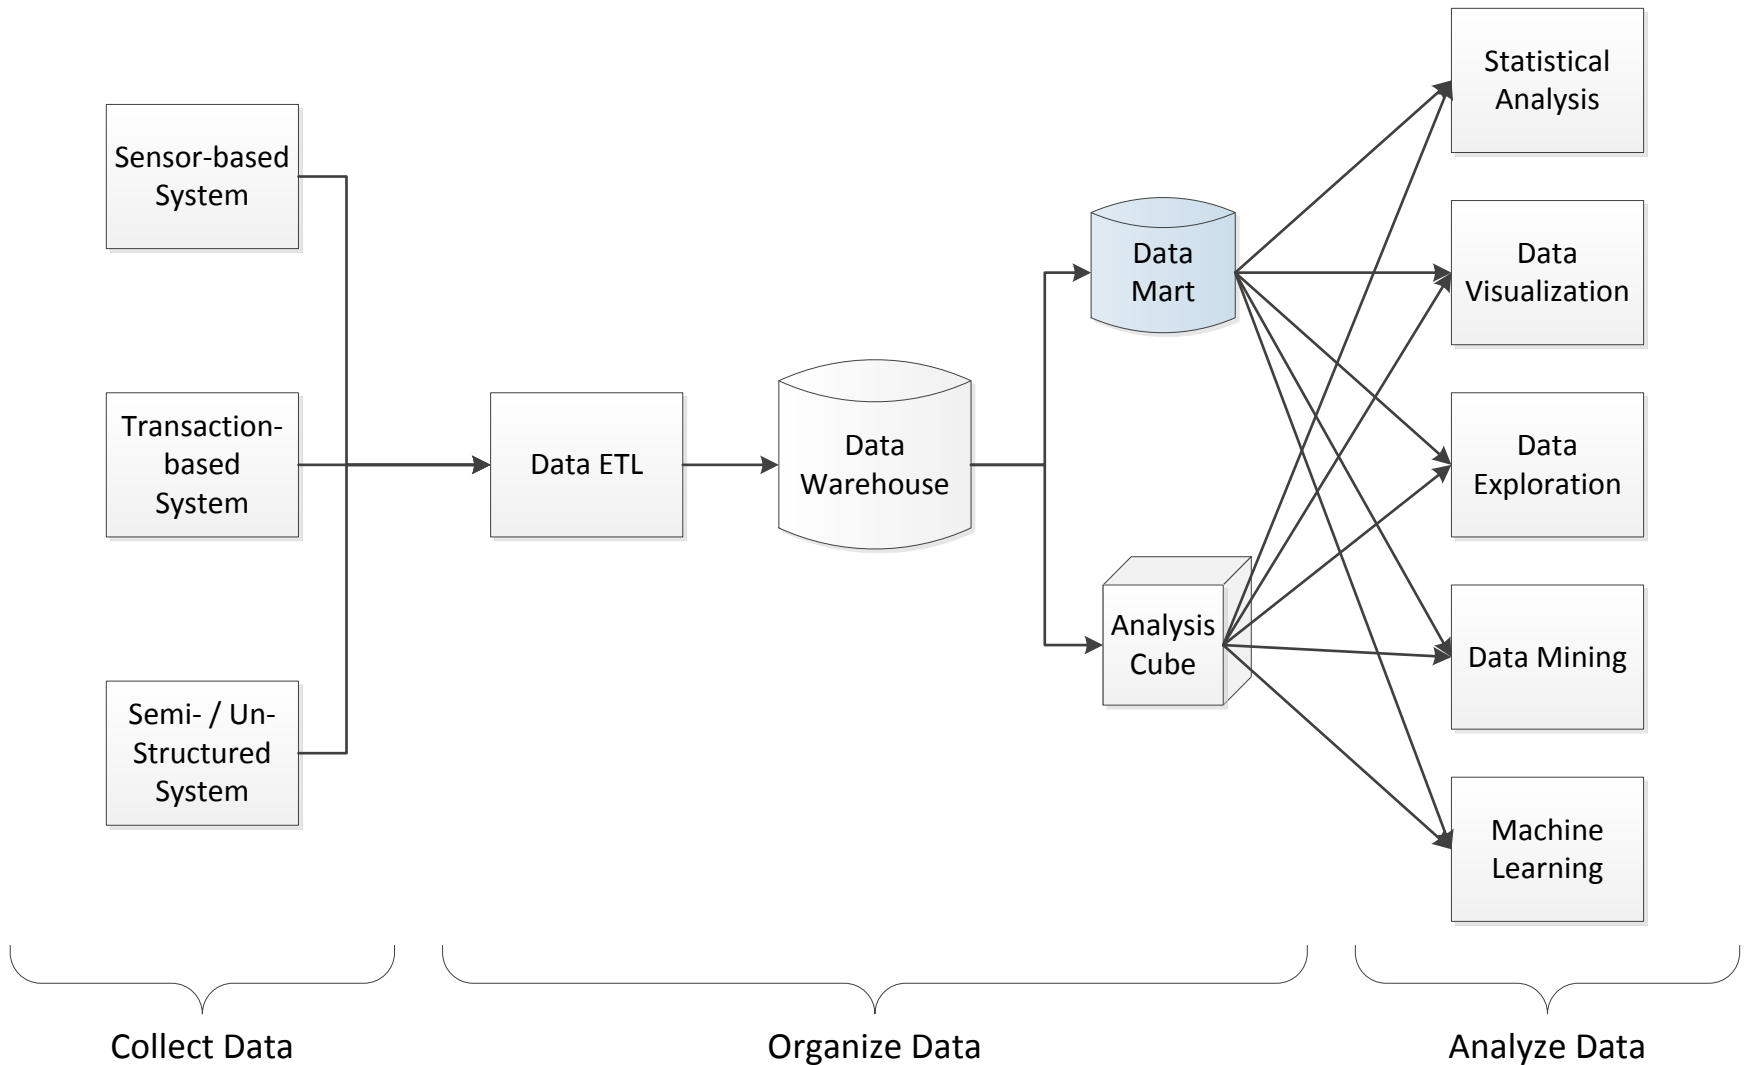 Sensor-based
System
Transaction-
based
System
Semi- / Un-
Structured
System
Data ETL
Data
Warehouse
Data
Mart
Analysis
Cube
Statistical
Analysis
Data
Visualization
Data
Exploration
Data Mining
Machine
Learning
Collect Data
Organize Data
Analyze Data